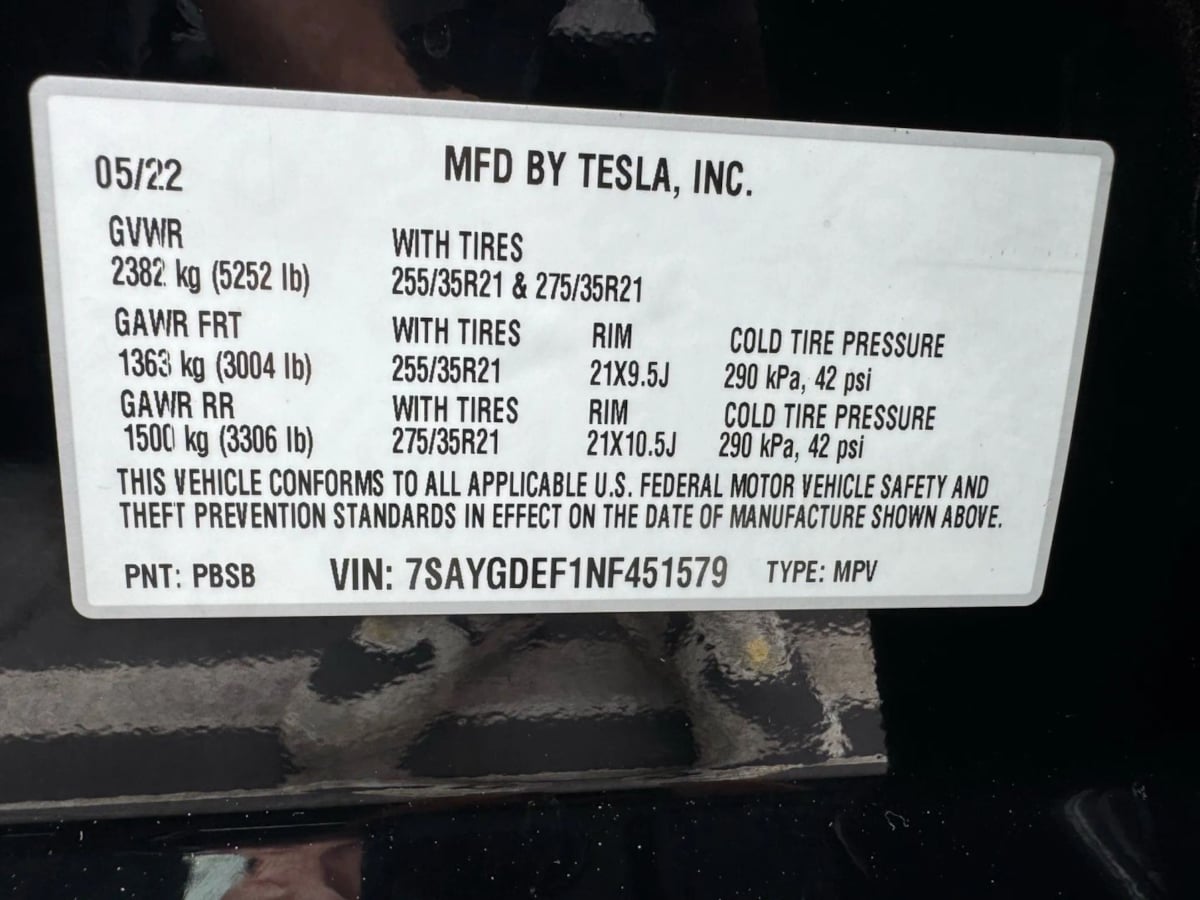 05/22 MFD BY TESLA, INC.
GVWR WITH TIRES
2382 kg (5252 lb) 255/35R21 & 275/35R21
GAWR FRT WITH TIRES RIM COLD TIRE PRESSURE
1363 kg (3004 lb) 255/35R21 21X9.5J 290 kPa, 42 psi
GAWR RR WITH TIRES RIM COLD TIRE PRESSURE
1500 kg (3306 lb) 275/35R21 21X10.5J 290 kPa, 42 psi
THIS VEHICLE CONFORMS TO ALL APPLICABLE U.S. FEDERAL MOTOR VEHICLE SAFETY AND
THEFT PREVENTION STANDARDS IN EFFECT ON THE DATE OF MANUFACTURE SHOWN ABOVE.
PNT: PBSB VIN: 7SAYGDEF1NF451579 TYPE: MPV